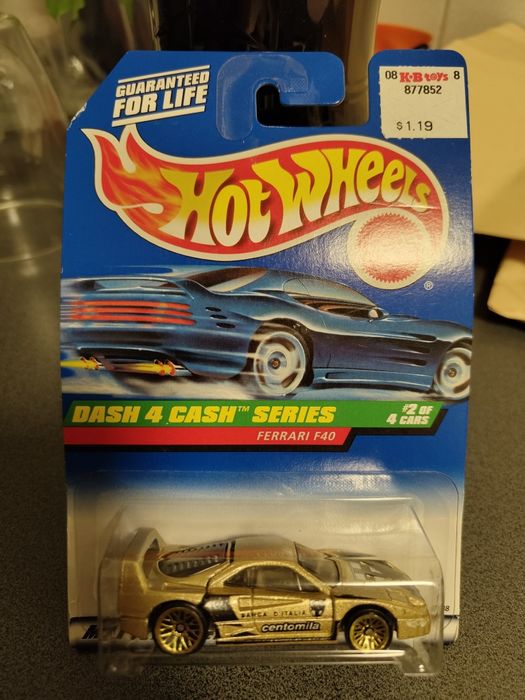 GUARANTEED
FOR LIFE
08 K·B toys 8
877852
$1.19
HOT WHEELS
®
DASH 4 CASH™ SERIES
#2 OF
4 CARS
FERRARI F40
BANCA D'ITALIA
centomila